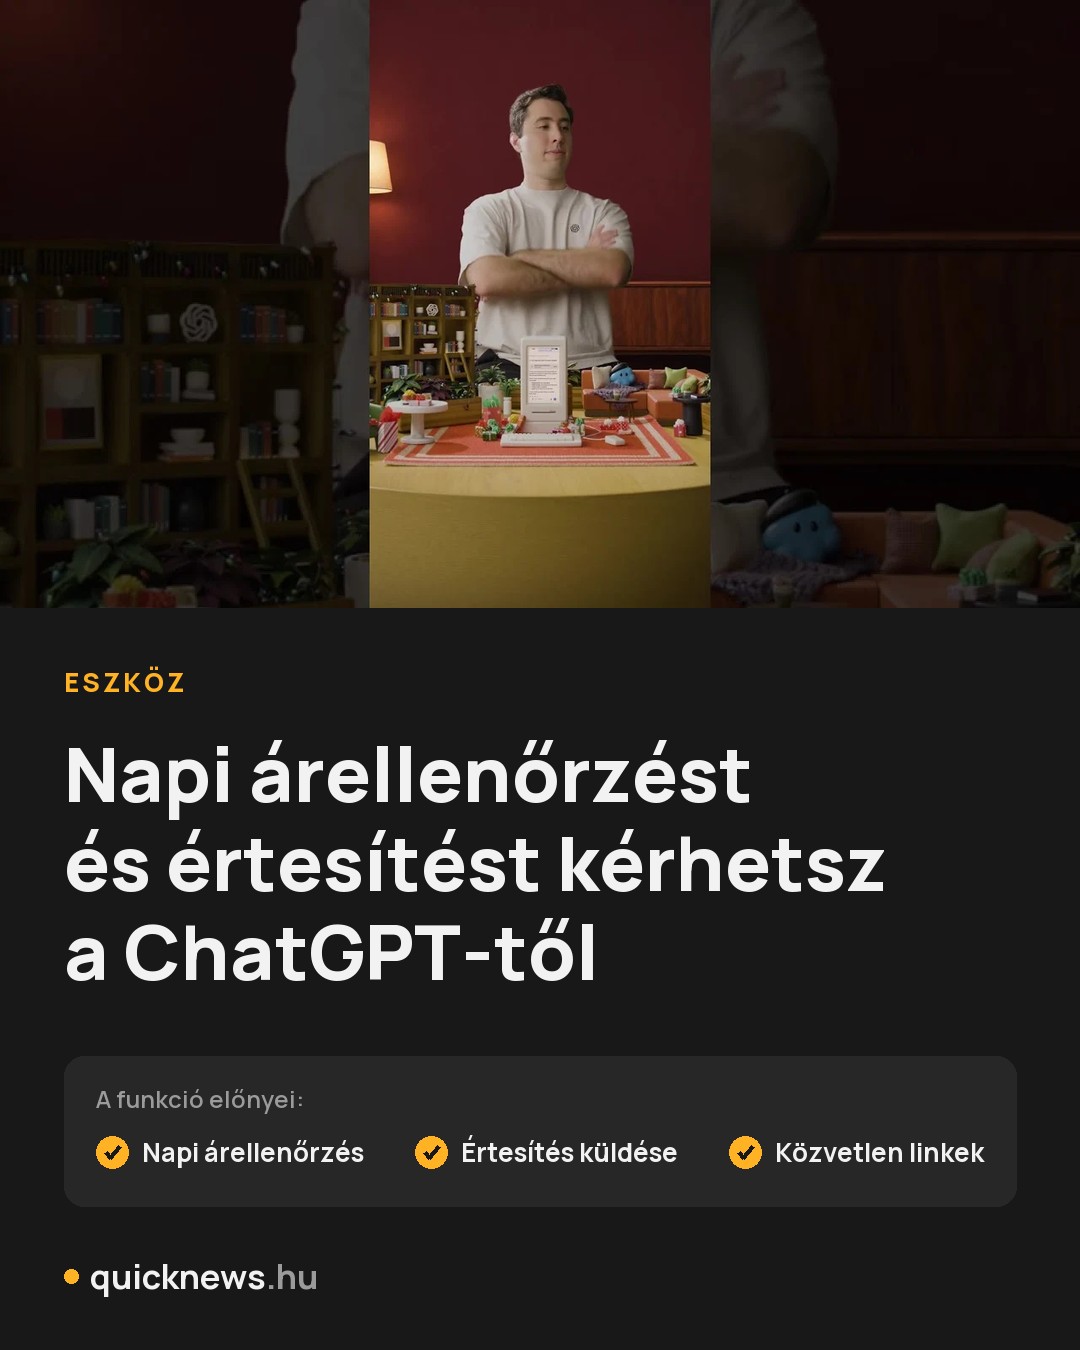 ESZKÖZ
Napi árellenőrzést
és értesítést kérhetsz
a ChatGPT-től
A funkció előnyei:
Napi árellenőrzés
Értesítés küldése
Közvetlen linkek
quicknews.hu